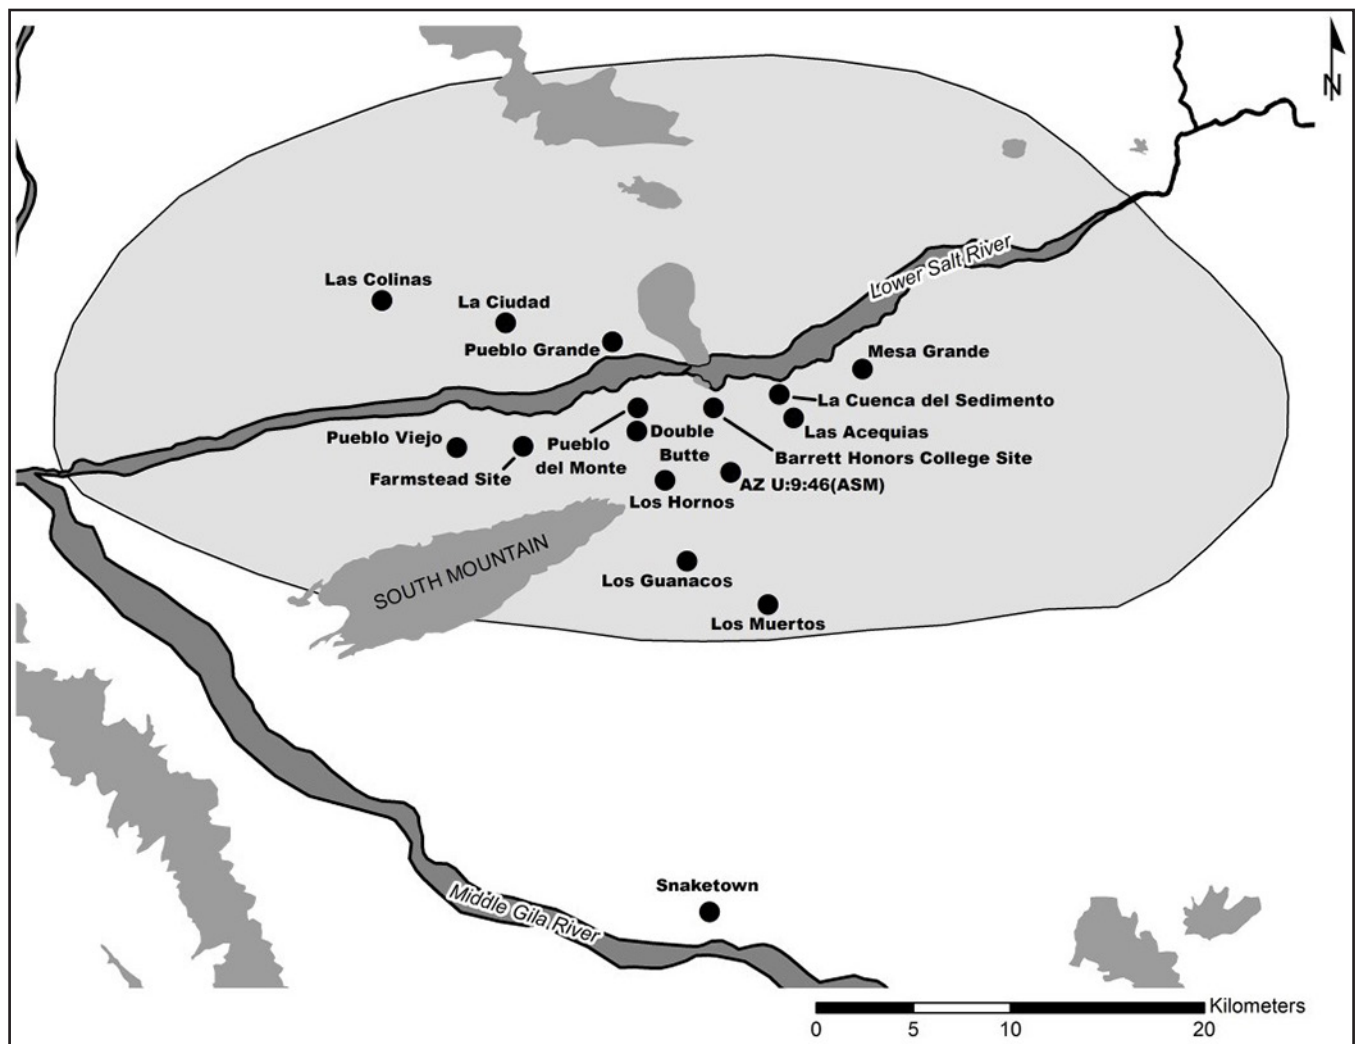 N
Lower Salt River
Las Colinas
La Ciudad
Pueblo Grande
Mesa Grande
La Cuenca del Sedimento
Las Acequias
Pueblo Viejo
Farmstead Site
Pueblo
del Monte
Double
Butte
Barrett Honors College Site
AZ U:9:46(ASM)
Los Hornos
SOUTH MOUNTAIN
Los Guanacos
Los Muertos
Snaketown
Middle Gila River
Kilometers
0 5 10 20